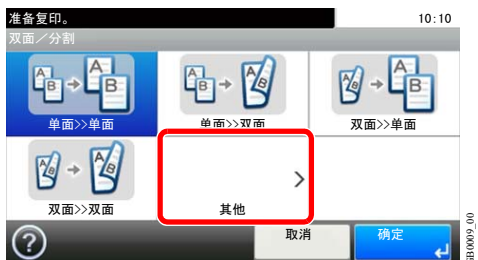 准备复印。 10:10
双面／分割
单面>>单面 单面>>双面 双面>>单面
双面>>双面 其他
取消 确定
GB0009_00